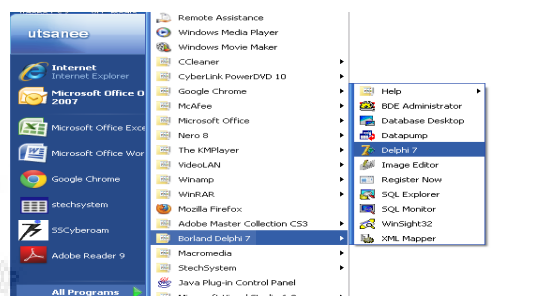 utsanee
Internet
Internet Explorer
Microsoft Office O
2007
Microsoft Office Exce
Microsoft Office Wor
Google Chrome
stechsystem
SSCyberoam
Adobe Reader 9
All Programs
Remote Assistance
Windows Media Player
Windows Movie Maker
CCleaner
CyberLink PowerDVD 10
Google Chrome
McAfee
Microsoft Office
Nero 8
The KMPlayer
VideoLAN
Winamp
WinRAR
Mozilla Firefox
Adobe Master Collection CS3
Borland Delphi 7
Macromedia
StechSystem
Java Plug-in Control Panel
Help
BDE Administrator
Database Desktop
Datapump
Delphi 7
Image Editor
Register Now
SQL Explorer
SQL Monitor
WinSight32
XML Mapper